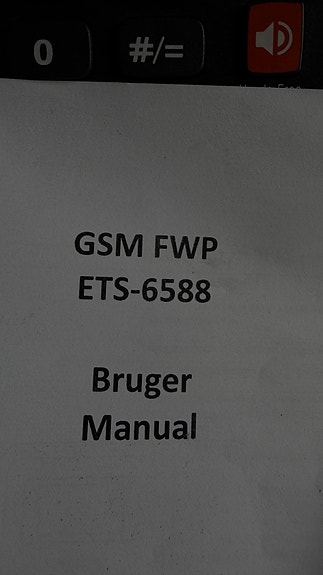 0 #/=
GSM FWP
ETS-6588
Bruger
Manual